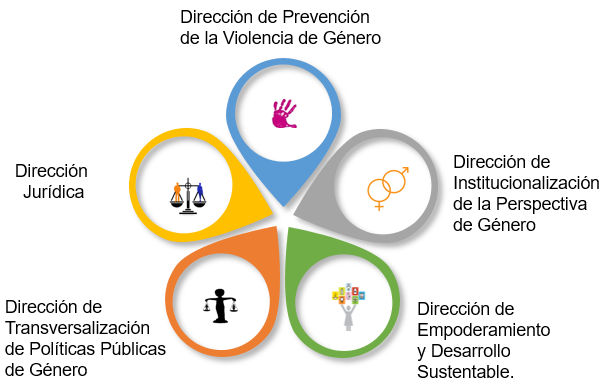 Dirección de Prevención
de la Violencia de Género
Dirección
Jurídica
Dirección de
Institucionalización
de la Perspectiva
de Género
Dirección de
Transversalización
de Políticas Públicas
de Género
Dirección de
Empoderamiento
y Desarrollo
Sustentable.